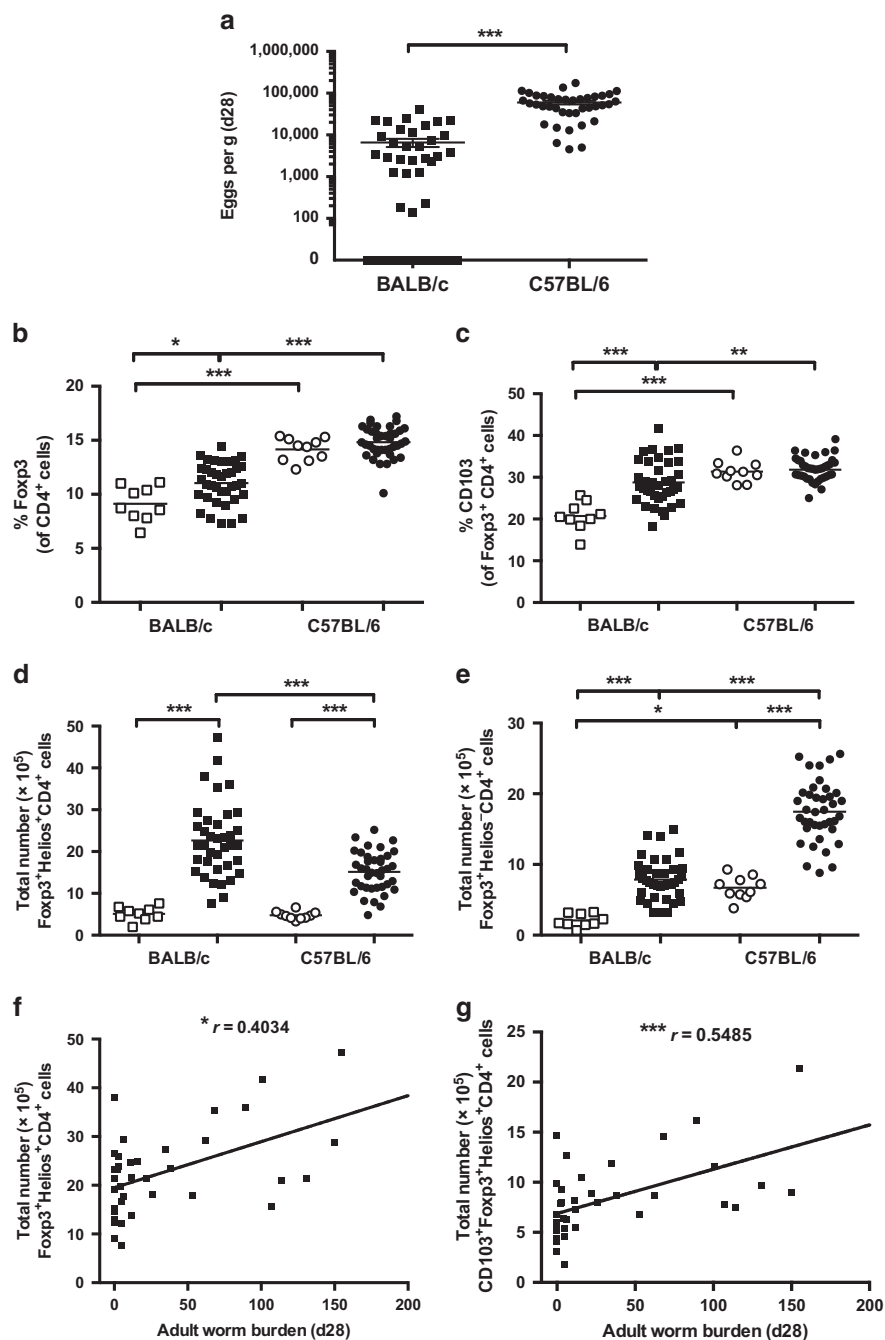 a
***
1,000,000
100,000
10,000
1,000
100
0
Eggs per g (d28)
BALB/c
C57BL/6
b
*
***
***
20
15
10
5
0
% Foxp3
(of CD4⁺ cells)
BALB/c
C57BL/6
c
***
**
***
50
40
30
20
10
0
% CD103
(of Foxp3⁺ CD4⁺ cells)
BALB/c
C57BL/6
d
***
***
***
50
40
30
20
10
0
Total number (× 10⁵)
Foxp3⁺Helios⁺CD4⁺ cells
BALB/c
C57BL/6
e
***
***
*
***
30
20
10
0
Total number (× 10⁵)
Foxp3⁺Helios⁻CD4⁺ cells
BALB/c
C57BL/6
f
* r = 0.4034
50
40
30
20
10
0
Total number (× 10⁵)
Foxp3⁺Helios⁺CD4⁺ cells
0
50
100
150
200
Adult worm burden (d28)
g
*** r = 0.5485
25
20
15
10
5
0
Total number (× 10⁵)
CD103⁺Foxp3⁺Helios⁺CD4⁺ cells
0
50
100
150
200
Adult worm burden (d28)